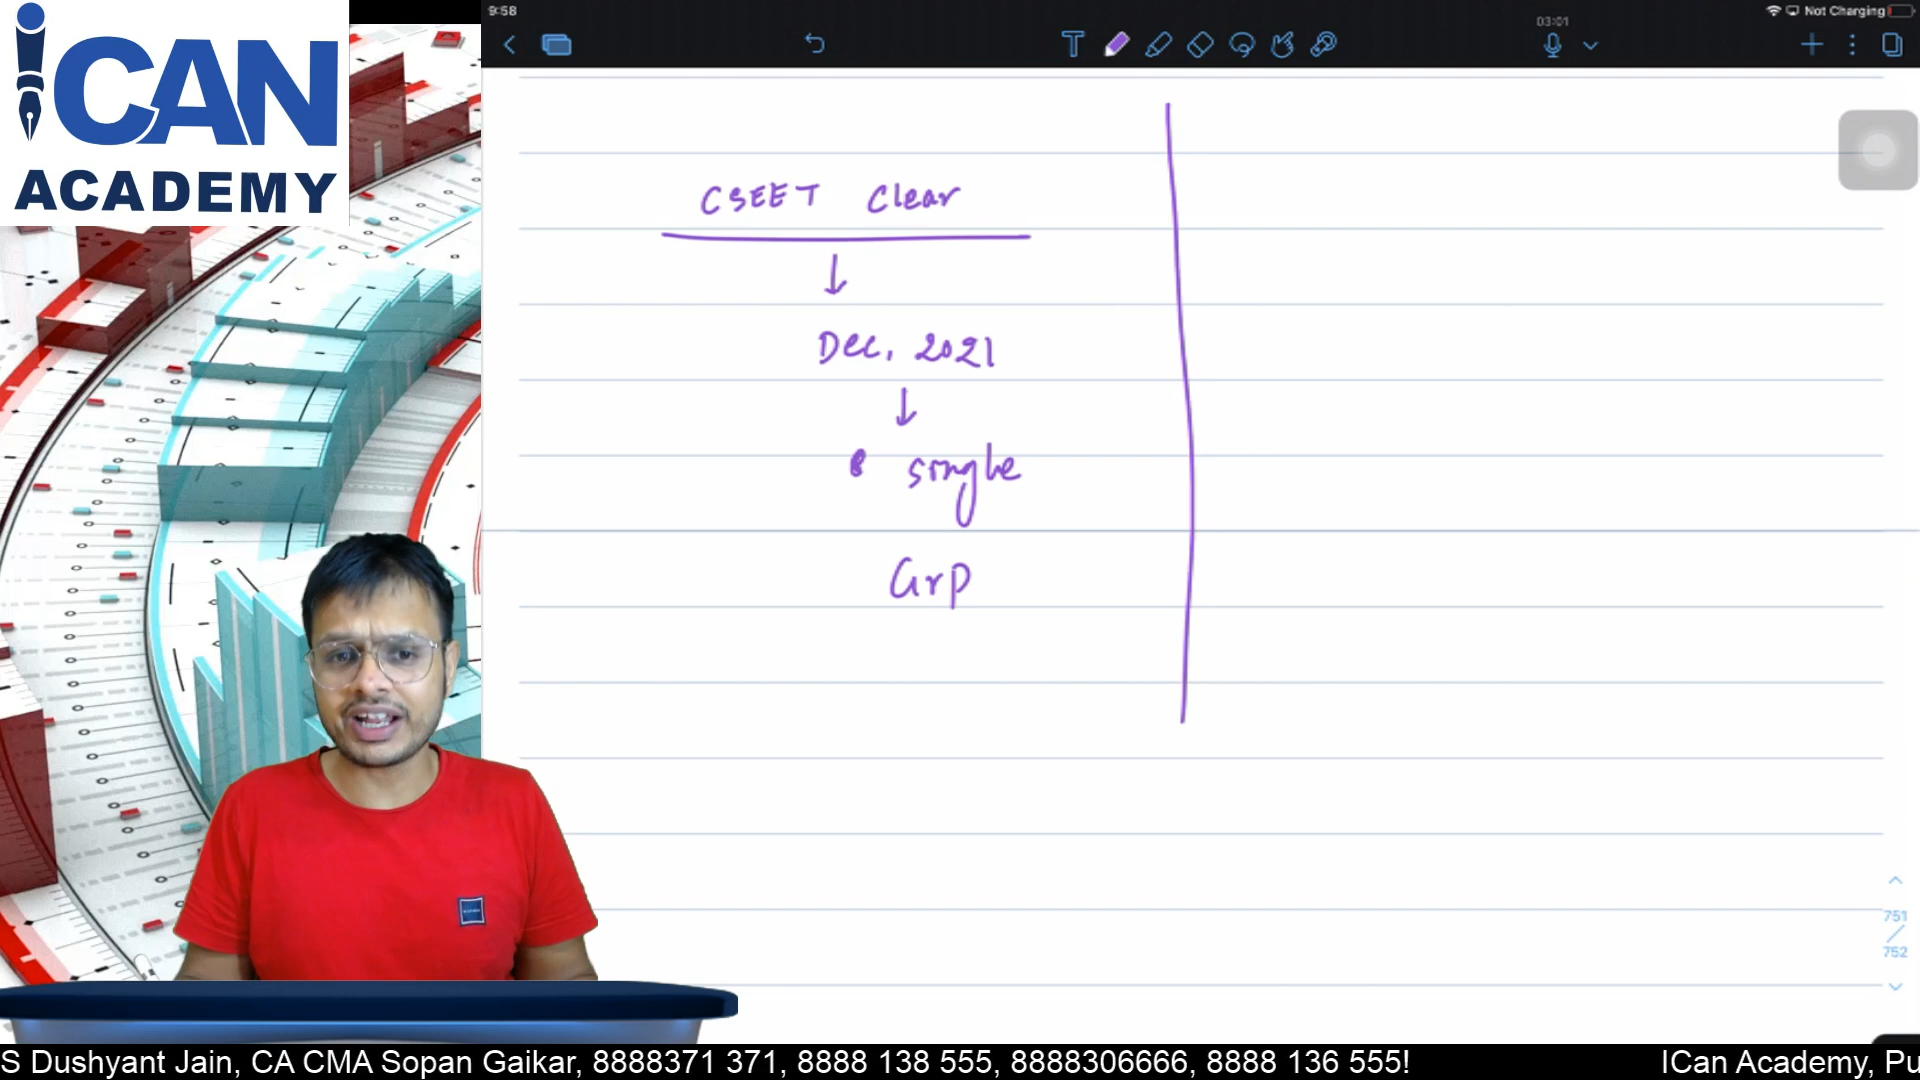 iCAN
ACADEMY
9:58
03:01
Not Charging
T
CSEET Clear
Dec. 2021
single
Grp
751
752
S Dushyant Jain, CA CMA Sopan Gaikar, 8888371 371, 8888 138 555, 8888306666, 8888 136 555!
ICan Academy, Pu